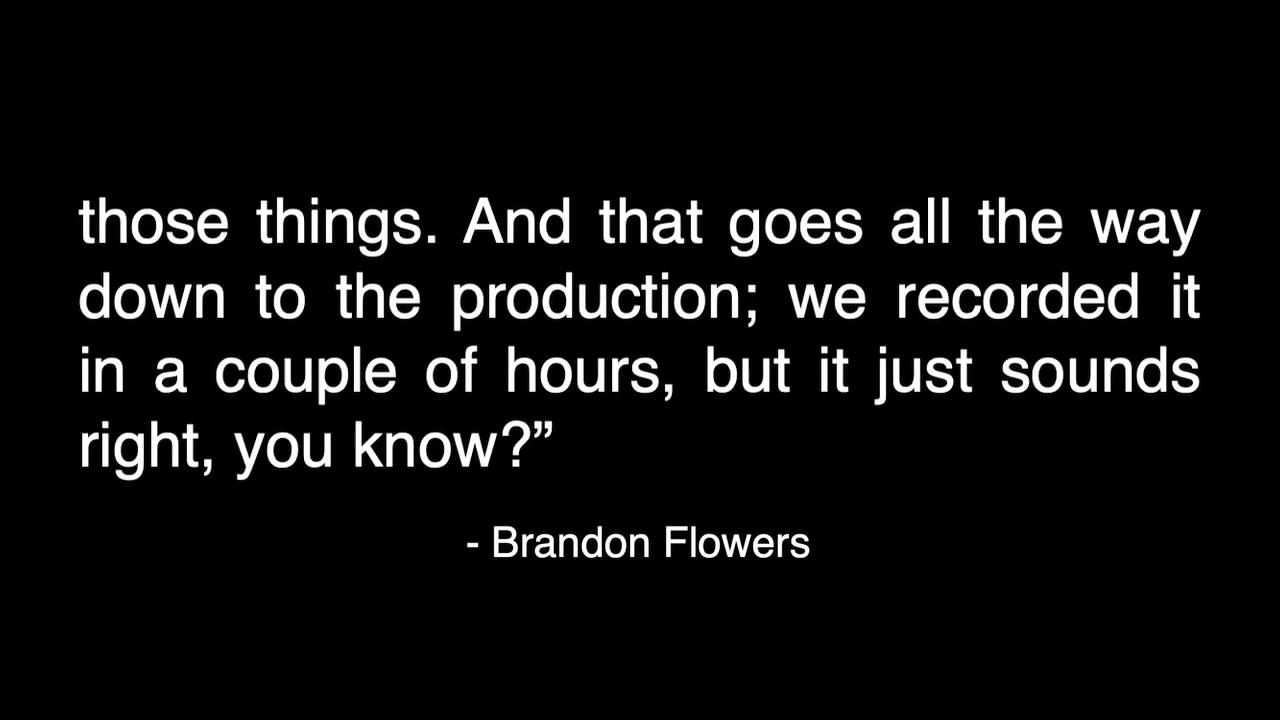 those things. And that goes all the way
down to the production; we recorded it
in a couple of hours, but it just sounds
right, you know?”
- Brandon Flowers